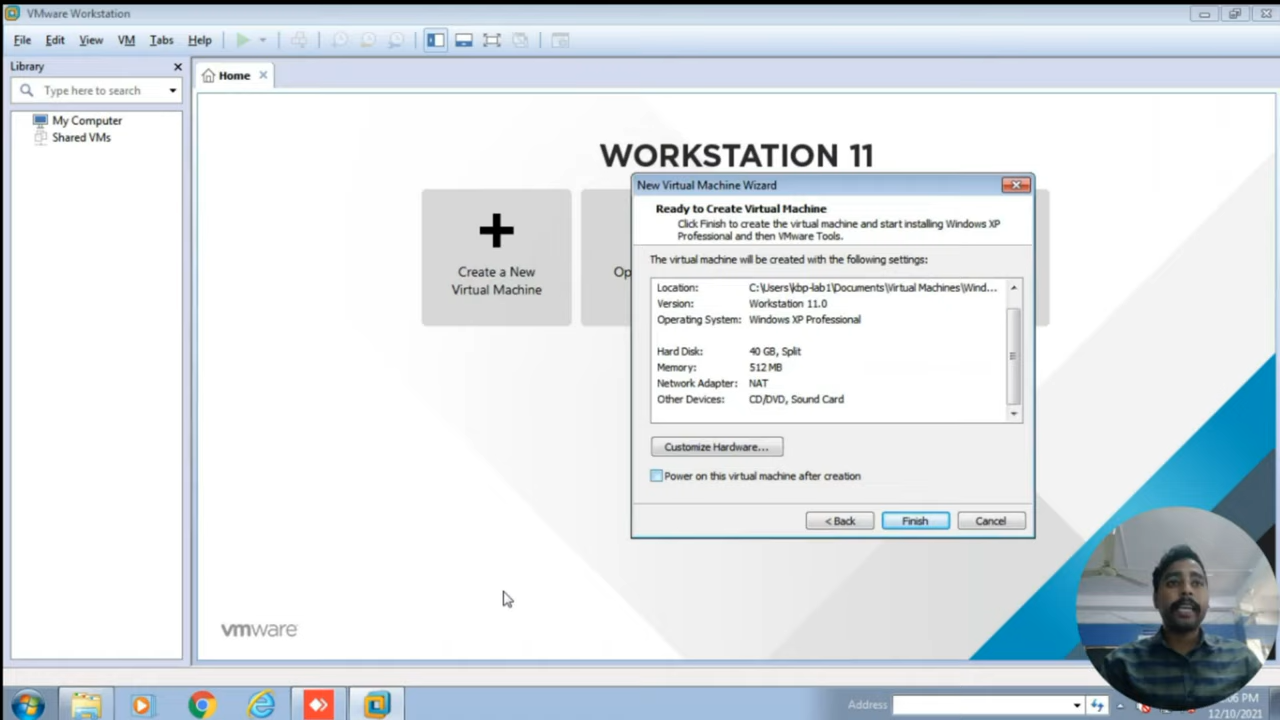 VMware Workstation
File Edit View VM Tabs Help
Library
Home
Type here to search
My Computer
Shared VMs
WORKSTATION 11
Create a New
Virtual Machine
Op
New Virtual Machine Wizard
Ready to Create Virtual Machine
Click Finish to create the virtual machine and start installing Windows XP
Professional and then VMware Tools.
The virtual machine will be created with the following settings:
Location: C:\Users\kbp-lab1\Documents\Virtual Machines\Wind...
Version: Workstation 11.0
Operating System: Windows XP Professional
Hard Disk: 40 GB, Split
Memory: 512 MB
Network Adapter: NAT
Other Devices: CD/DVD, Sound Card
Customize Hardware...
Power on this virtual machine after creation
< Back Finish Cancel
vmware
Address
PM
12/10/2021